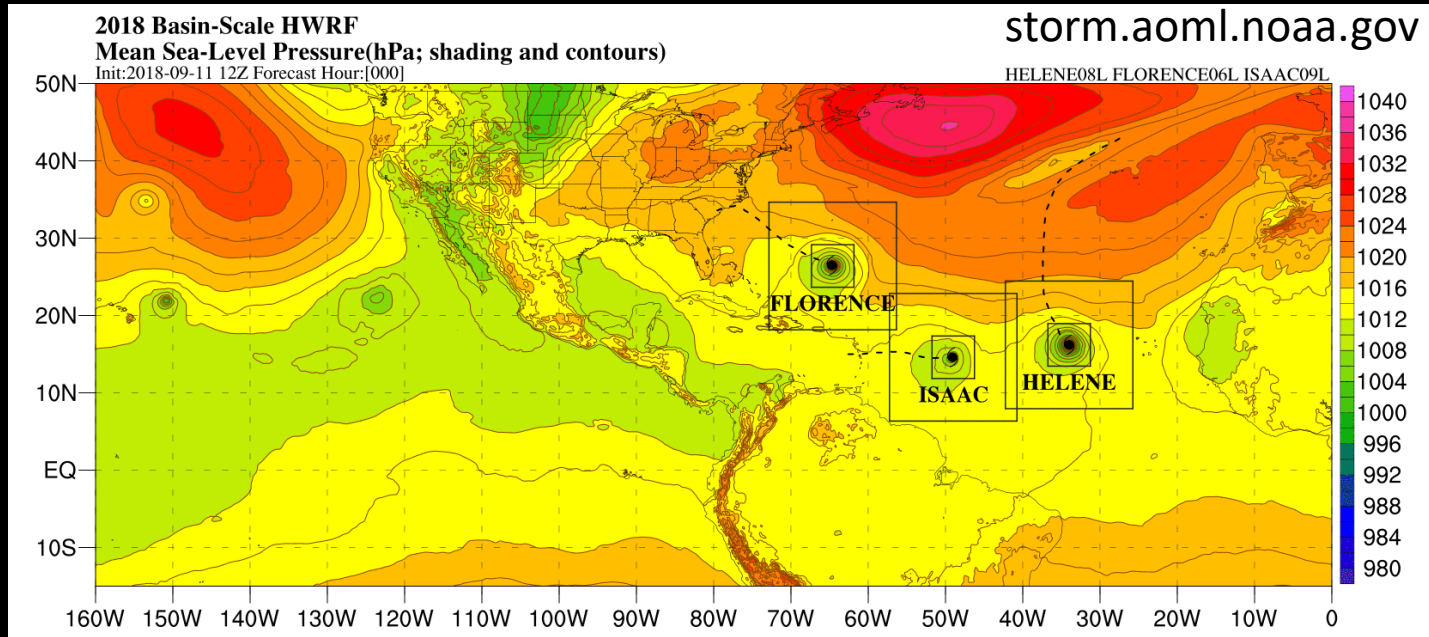 storm.aoml.noaa.gov
2018 Basin-Scale HWRF
Mean Sea-Level Pressure(hPa; shading and contours)
Init:2018-09-11 12Z Forecast Hour:[000]
HELENE08L FLORENCE06L ISAAC09L
50N
40N
30N
20N
10N
EQ
10S
FLORENCE
ISAAC
HELENE
1040
1036
1032
1028
1024
1020
1016
1012
1008
1004
1000
996
992
988
984
980
160W 150W 140W 130W 120W 110W 100W 90W 80W 70W 60W 50W 40W 30W 20W 10W 0